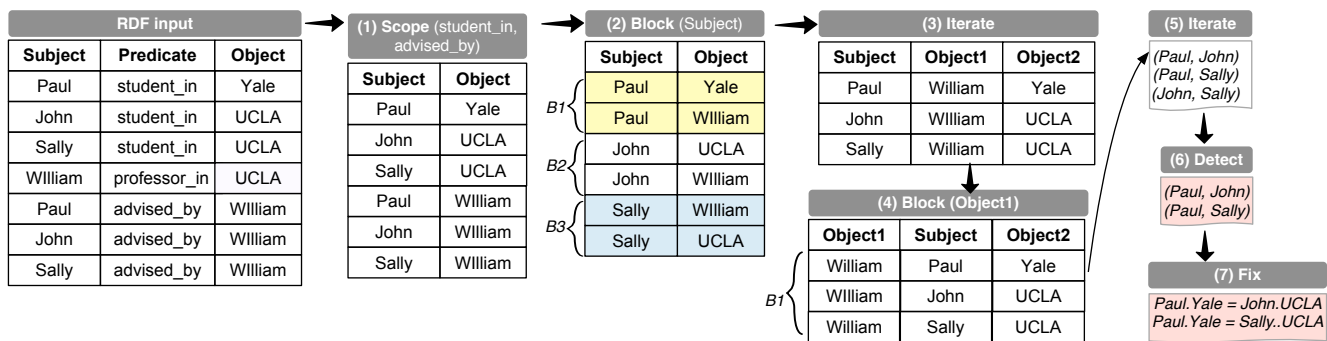 RDF input
Subject Predicate Object
Paul student_in Yale
John student_in UCLA
Sally student_in UCLA
WIlliam professor_in UCLA
Paul advised_by WIlliam
John advised_by WIlliam
Sally advised_by WIlliam
(1) Scope (student_in,
advised_by)
Subject Object
Paul Yale
John UCLA
Sally UCLA
Paul WIlliam
John WIlliam
Sally WIlliam
(2) Block (Subject)
Subject Object
B1
Paul Yale
Paul WIlliam
B2
John UCLA
John WIlliam
B3
Sally WIlliam
Sally UCLA
(3) Iterate
Subject Object1 Object2
Paul William Yale
John WIlliam UCLA
Sally William UCLA
(4) Block (Object1)
Object1 Subject Object2
B1
William Paul Yale
WIlliam John UCLA
William Sally UCLA
(5) Iterate
(Paul, John)
(Paul, Sally)
(John, Sally)
(6) Detect
(Paul, John)
(Paul, Sally)
(7) Fix
Paul.Yale = John.UCLA
Paul.Yale = Sally..UCLA